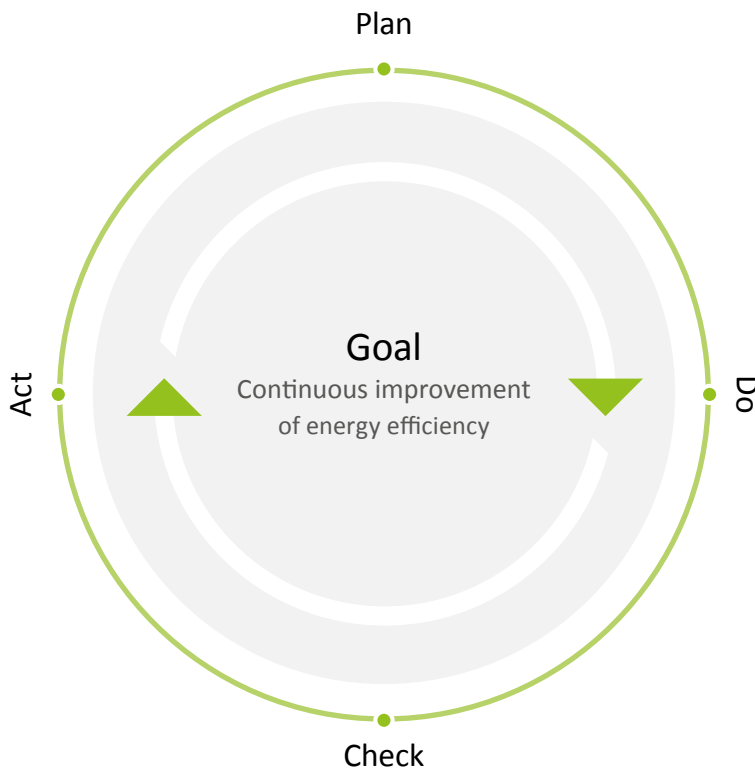 Plan
Act
Goal
Continuous improvement
of energy efficiency
Do
Check